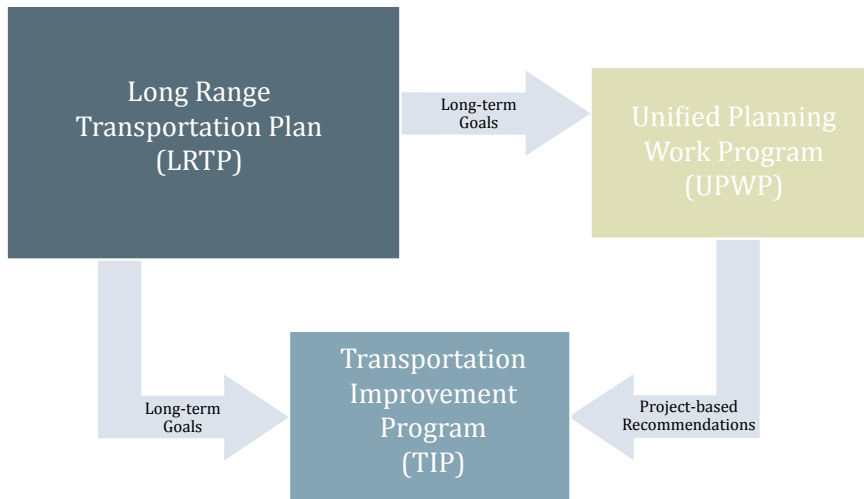 Long Range
Transportation Plan
(LRTP)
Long-term
Goals
Unified Planning
Work Program
(UPWP)
Transportation
Improvement
Program
(TIP)
Long-term
Goals
Project-based
Recommendations